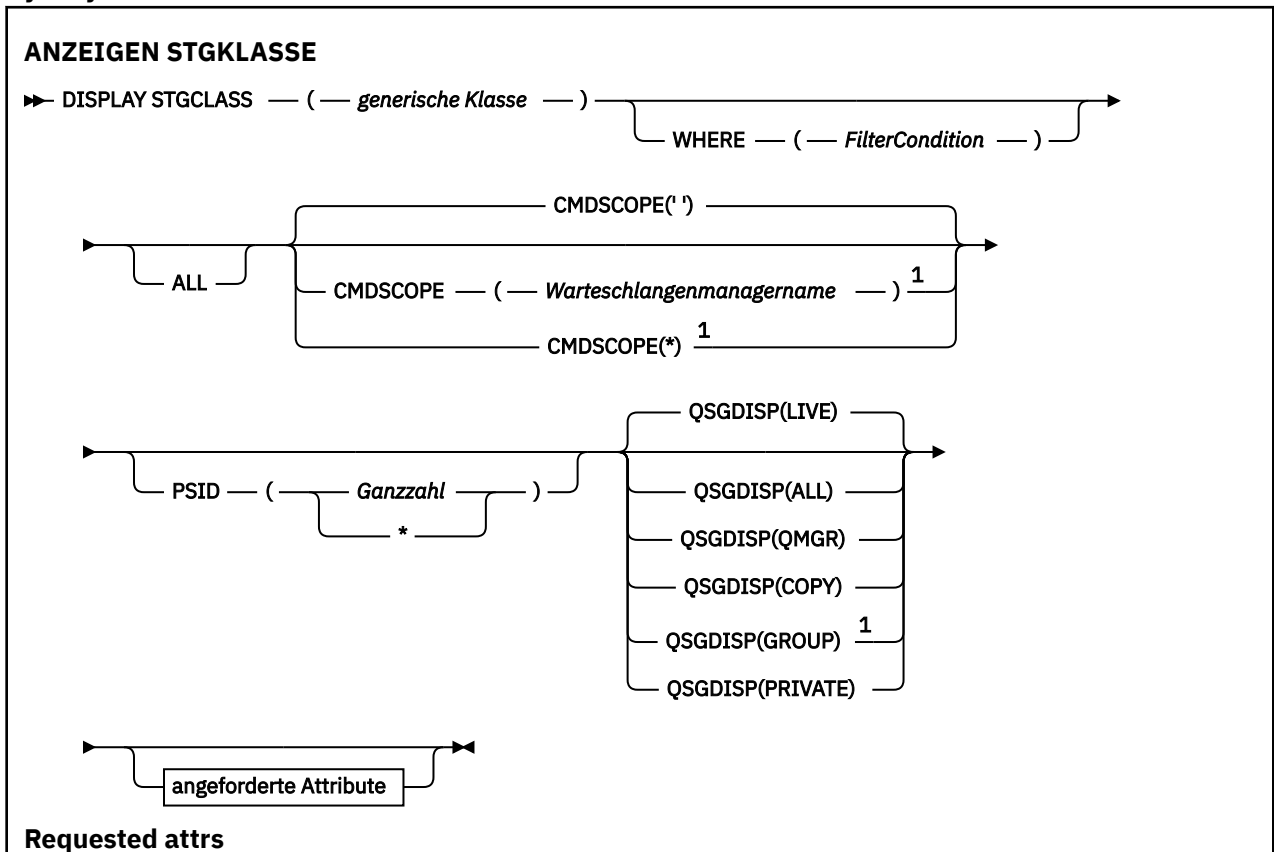 ANZEIGEN STGKLASSE
DISPLAY STGCLASS ( generische Klasse )
WHERE ( FilterCondition )
CMDSCOPE(' ')
ALL
CMDSCOPE ( Warteschlangenmanagername ) 1
CMDSCOPE(*) 1
QSGDISP(LIVE)
PSID ( Ganzzahl )
*
QSGDISP(ALL)
QSGDISP(QMGR)
QSGDISP(COPY)
QSGDISP(GROUP) 1
QSGDISP(PRIVATE)
angeforderte Attribute
Requested attrs